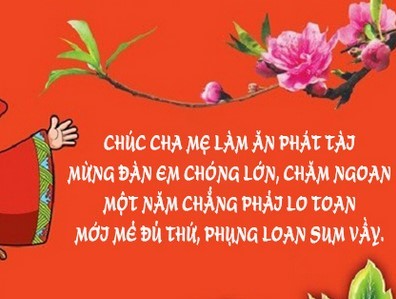 CHÚC CHA MẸ LÀM ĂN PHÁT TÀI
MỪNG ĐÀN EM CHÓNG LỚN, CHĂM NGOAN
MỘT NĂM CHẲNG PHẢI LO TOAN
MỚI MẺ ĐỦ THỨ, PHỤNG LOAN SUM VẦY.